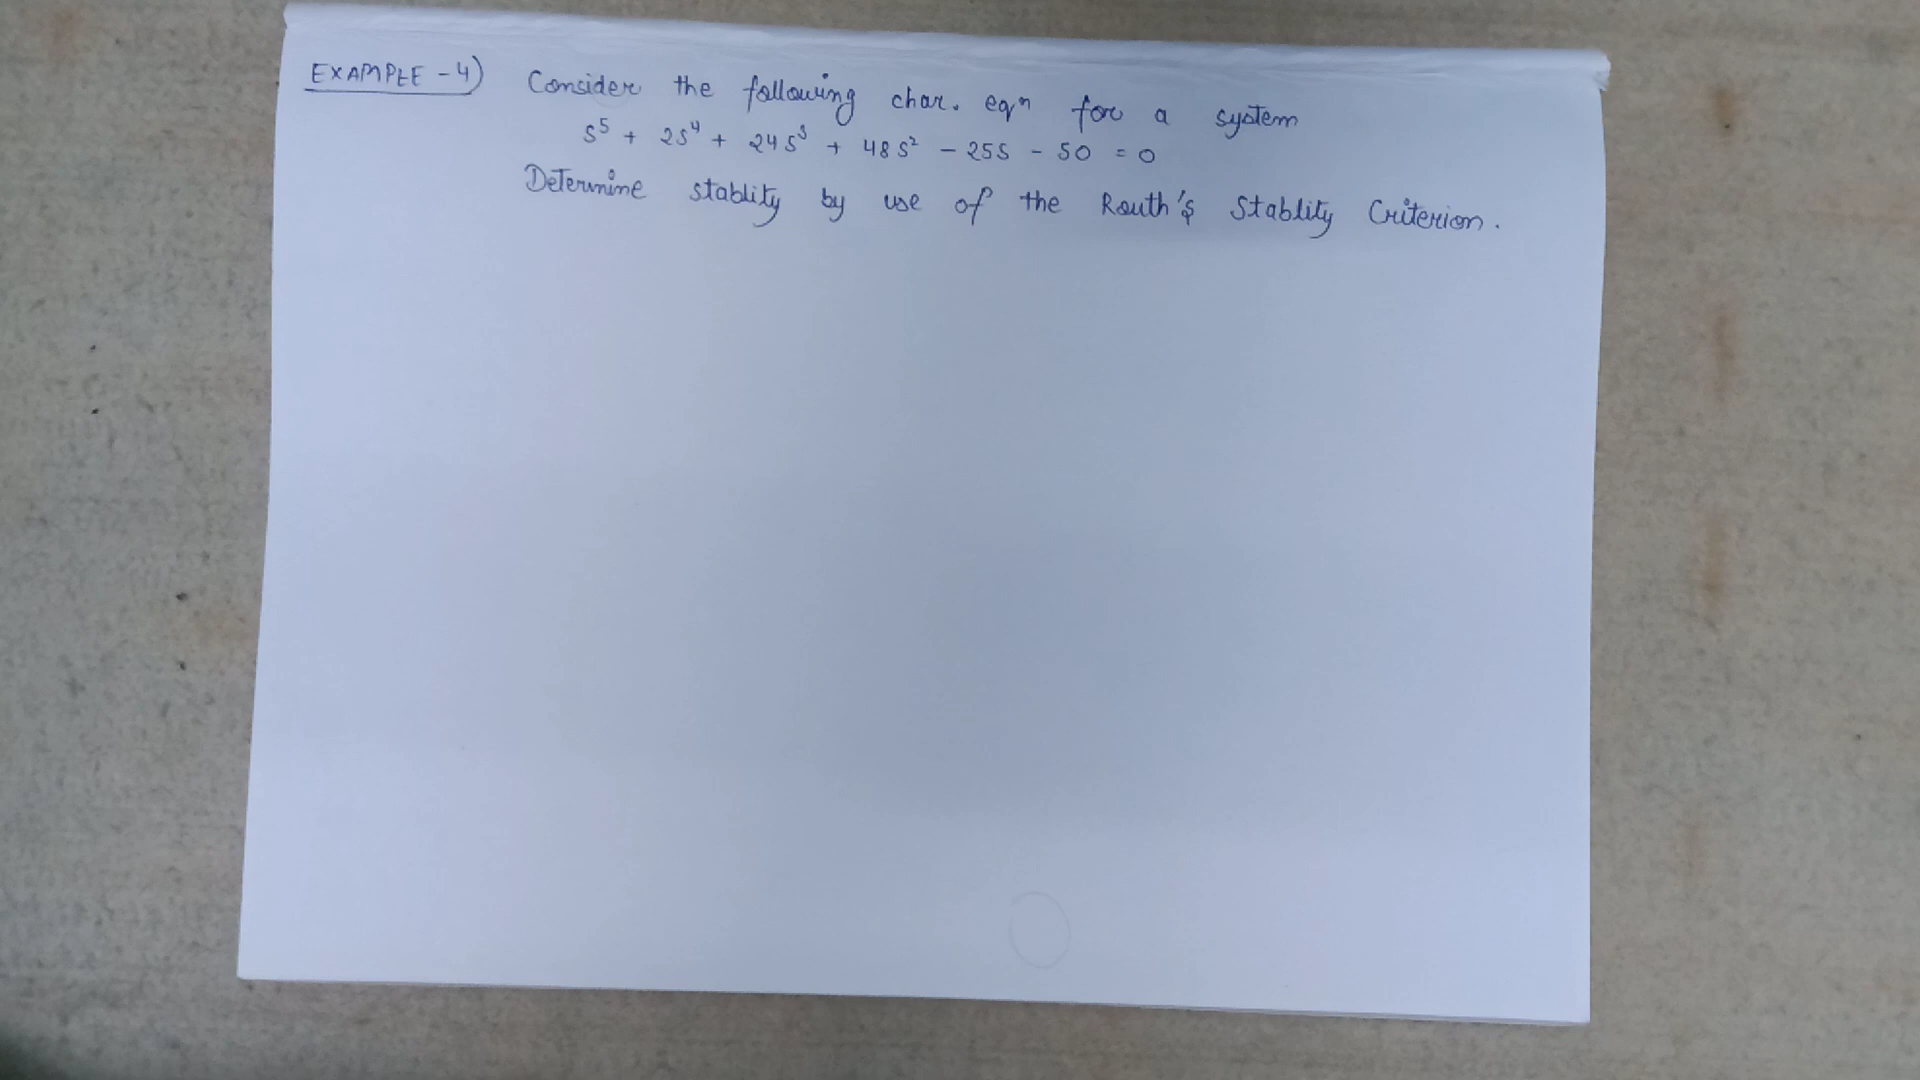 EXAMPLE - 4) Consider the following char. eqn for a system
s⁵ + 2s⁴ + 24s³ + 48s² - 25s - 50 = 0
Determine stablity by use of the Routh's Stablity Criterion.